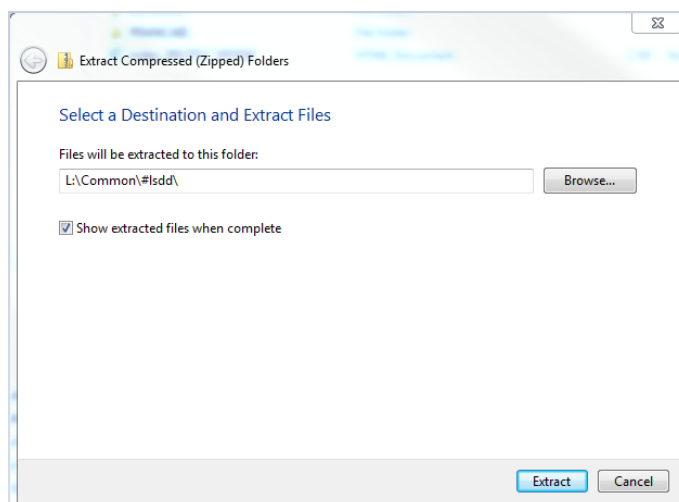 Extract Compressed (Zipped) Folders
Select a Destination and Extract Files
Files will be extracted to this folder:
L:\Common\#lsdd\
Browse...
Show extracted files when complete
Extract
Cancel